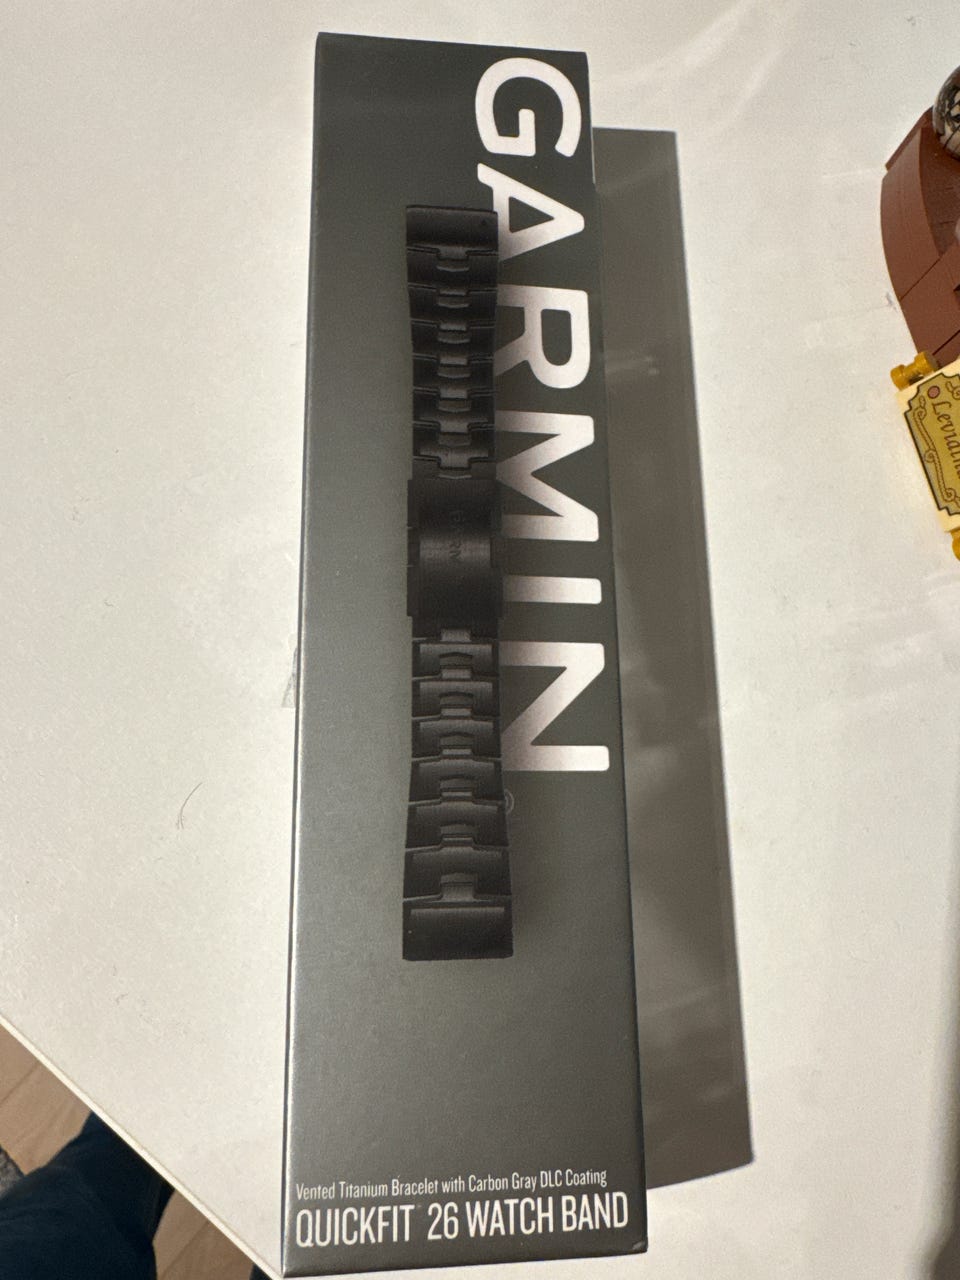 GARMIN
Vented Titanium Bracelet with Carbon Gray DLC Coating
QUICKFIT 26 WATCH BAND